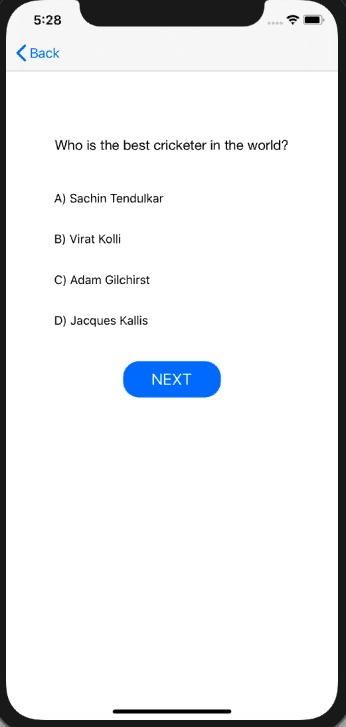 5:28
Back
Who is the best cricketer in the world?
A) Sachin Tendulkar
B) Virat Kolli
C) Adam Gilchirst
D) Jacques Kallis
NEXT